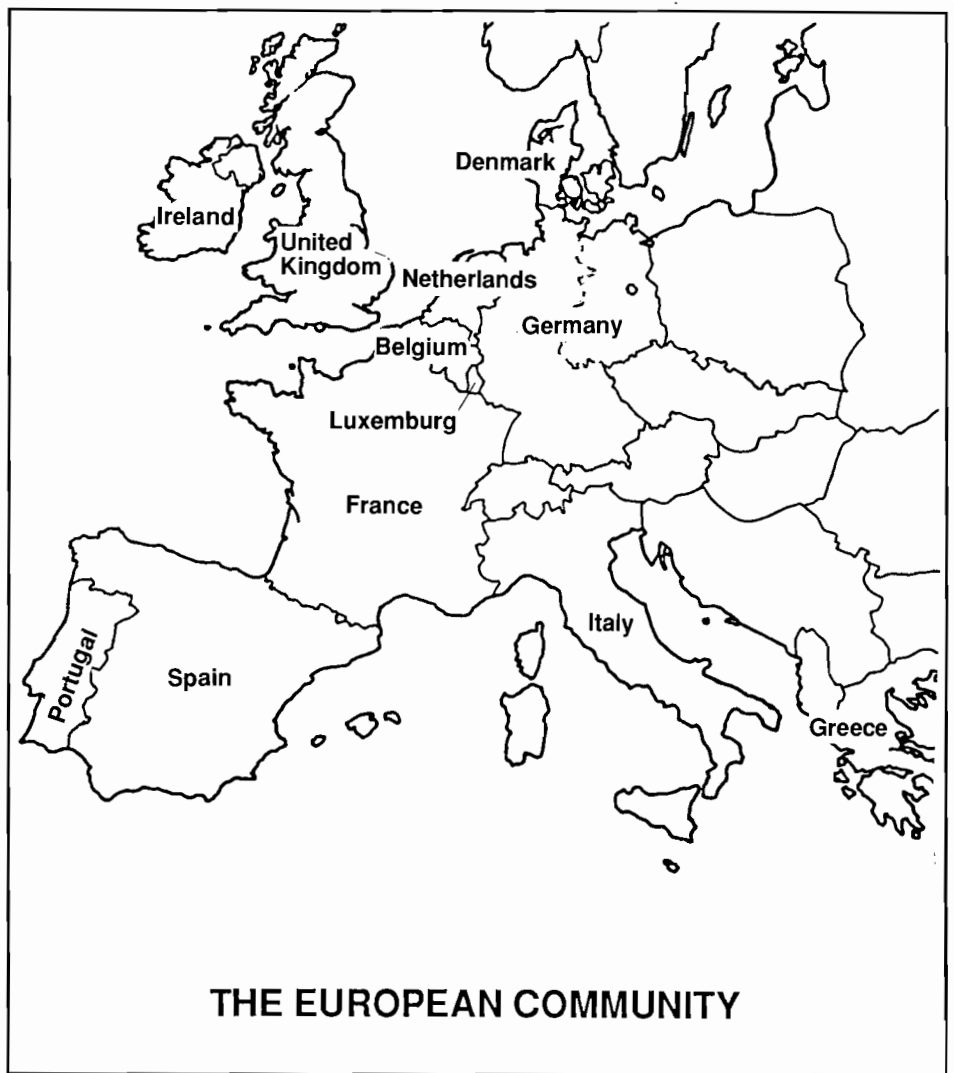 Denmark
Ireland
United
Kingdom
Netherlands
Germany
Belgium
Luxemburg
France
Italy
Portugal
Spain
Greece
THE EUROPEAN COMMUNITY